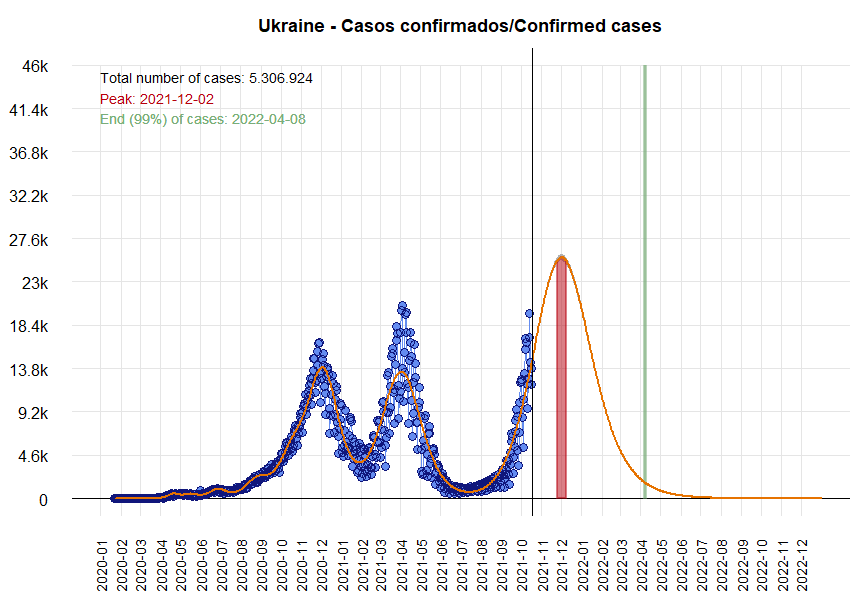 Ukraine - Casos confirmados/Confirmed cases
46k
Total number of cases: 5.306.924
Peak: 2021-12-02
41.4k
End (99%) of cases: 2022-04-08
36.8k
32.2k
27.6k
23k
18.4k
13.8k
9.2k
4.6k
0
2020-01
2020-02
2020-03
2020-04
2020-05
2020-06
2020-07
2020-08
2020-09
2020-10
2020-11
2020-12
2021-01
2021-02
2021-03
2021-04
2021-05
2021-06
2021-07
2021-08
2021-09
2021-10
2021-11
2021-12
2022-01
2022-02
2022-03
2022-04
2022-05
2022-06
2022-07
2022-08
2022-09
2022-10
2022-11
2022-12